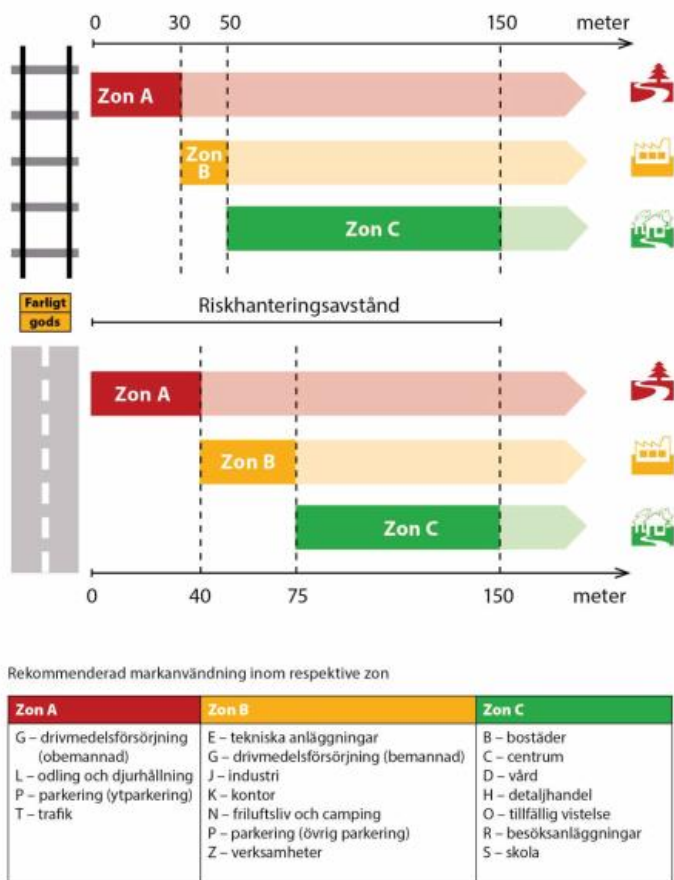 0 30 50 150 meter
Zon A
Zon
B
Zon C
Farligt
gods
Riskhanteringsavstånd
Zon A
Zon B
Zon C
0 40 75 150 meter
Rekommenderad markanvändning inom respektive zon
Zon A
G – drivmedelsförsörjning
(obemannad)
L – odling och djurhållning
P – parkering (ytparkering)
T – trafik
Zon B
E – tekniska anläggningar
G – drivmedelsförsörjning (bemannad)
J – industri
K – kontor
N – friluftsliv och camping
P – parkering (övrig parkering)
Z – verksamheter
Zon C
B – bostäder
C – centrum
D – vård
H – detaljhandel
O – tillfällig vistelse
R – besöksanläggningar
S – skola